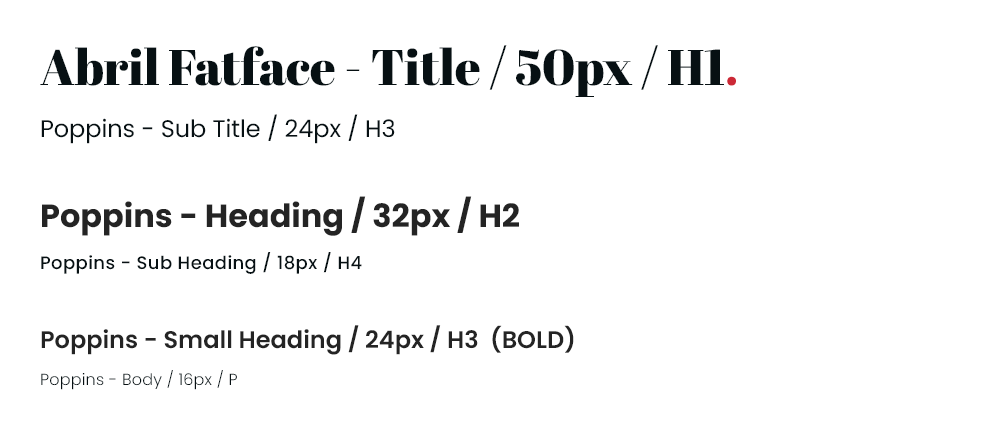 Abril Fatface - Title / 50px / H1.
Poppins - Sub Title / 24px / H3
Poppins - Heading / 32px / H2
Poppins - Sub Heading / 18px / H4
Poppins - Small Heading / 24px / H3 (BOLD)
Poppins - Body / 16px / P